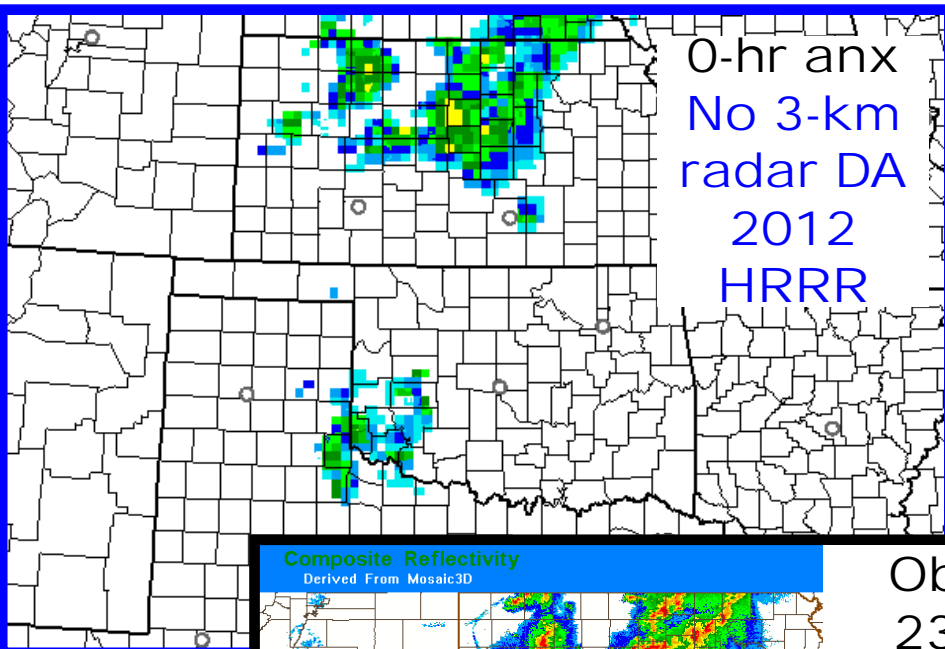 0-hr anx
No 3-km
radar DA
2012
HRRR
Composite Reflectivity
Derived From Mosaic3D